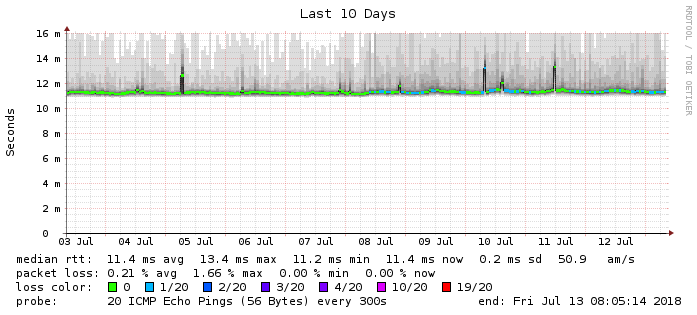 Last 10 Days
RRDTOOL / TOBI OETIKER
Seconds
16 m
14 m
12 m
10 m
8 m
6 m
4 m
2 m
0
03 Jul 04 Jul 05 Jul 06 Jul 07 Jul 08 Jul 09 Jul 10 Jul 11 Jul 12 Jul
median rtt: 11.4 ms avg 13.4 ms max 11.2 ms min 11.4 ms now 0.2 ms sd 50.9 am/s
packet loss: 0.21 % avg 1.66 % max 0.00 % min 0.00 % now
loss color: 0 1/20 2/20 3/20 4/20 10/20 19/20
probe: 20 ICMP Echo Pings (56 Bytes) every 300s end: Fri Jul 13 08:05:14 2018